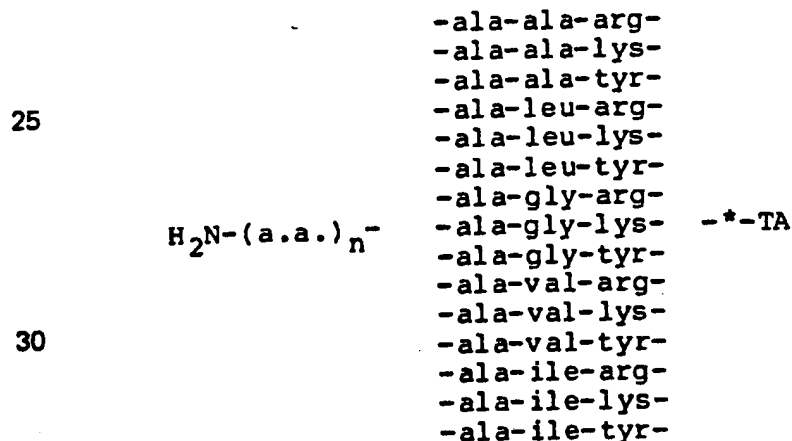 -ala-ala-arg-
-ala-ala-lys-
-ala-ala-tyr-
25 -ala-leu-arg-
-ala-leu-lys-
-ala-leu-tyr-
-ala-gly-arg-
H2N-(a.a.)n- -ala-gly-lys- -*-TA
-ala-gly-tyr-
-ala-val-arg-
-ala-val-lys-
30 -ala-val-tyr-
-ala-ile-arg-
-ala-ile-lys-
-ala-ile-tyr-